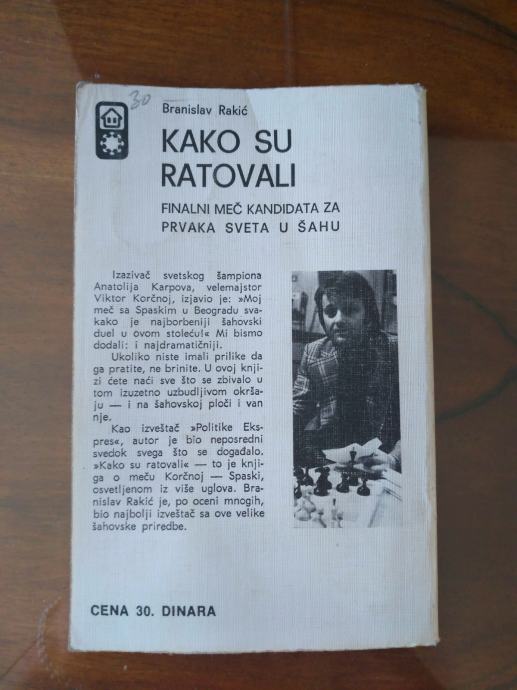 30
Branislav Rakić
KAKO SU
RATOVALI
FINALNI MEČ KANDIDATA ZA
PRVAKA SVETA U ŠAHU
Izazivač svetskog šampiona
Anatolija Karpova, velemajstor
Viktor Korčnoj, izjavio je: »Moj
meč sa Spaskim u Beogradu sva-
kako je najborbeniji šahovski
duel u ovom stoleću!« Mi bismo
dodali: i najdramatičniji.
Ukoliko niste imali prilike da
ga pratite, ne brinite. U ovoj knji-
zi ćete naći sve što se zbivalo u
tom izuzetno uzbudljivom okrša-
ju — i na šahovskoj ploči i van
nje.
Kao izveštač »Politike Eks-
pres«, autor je bio neposredni
svedok svega što se događalo.
»Kako su ratovali« — to je knji-
ga o meču Korčnoj — Spaski,
osvetljenom iz više uglova. Bra-
nislav Rakić je, po oceni mnogih,
bio najbolji izveštač sa ove velike
šahovske priredbe.
CENA 30. DINARA